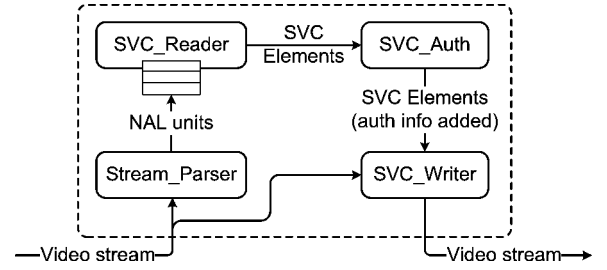 SVC_Reader
SVC
Elements
SVC_Auth
NAL units
SVC Elements
(auth info added)
Stream_Parser
SVC_Writer
Video stream
Video stream